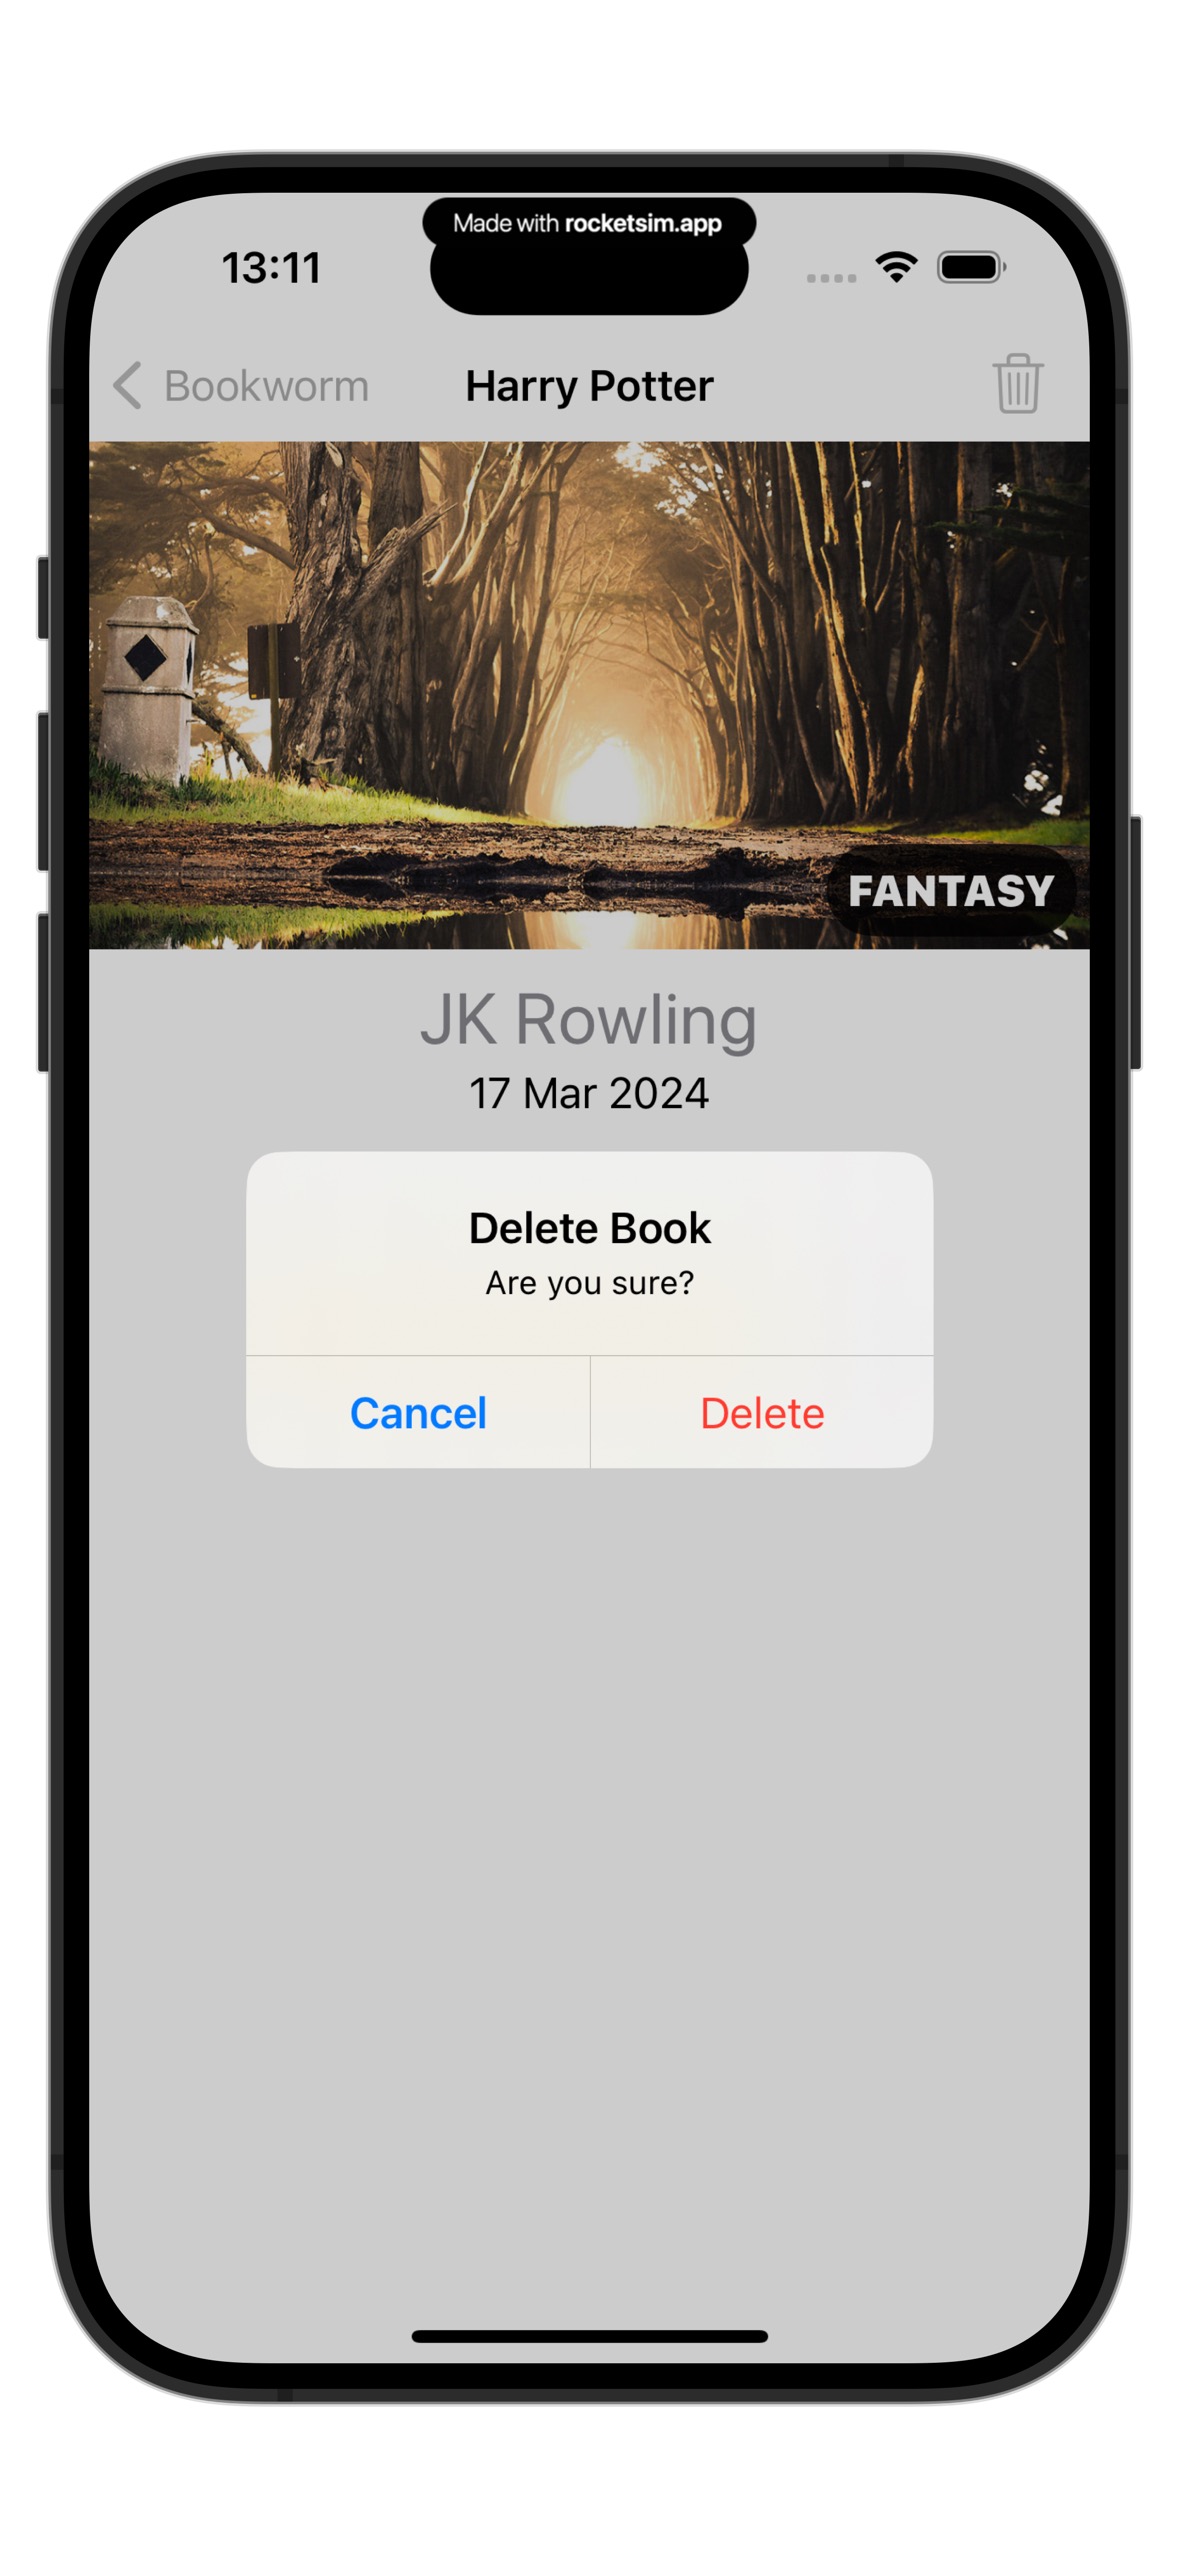 Made with rocketsim.app
13:11
Bookworm
Harry Potter
FANTASY
JK Rowling
17 Mar 2024
Delete Book
Are you sure?
Cancel
Delete